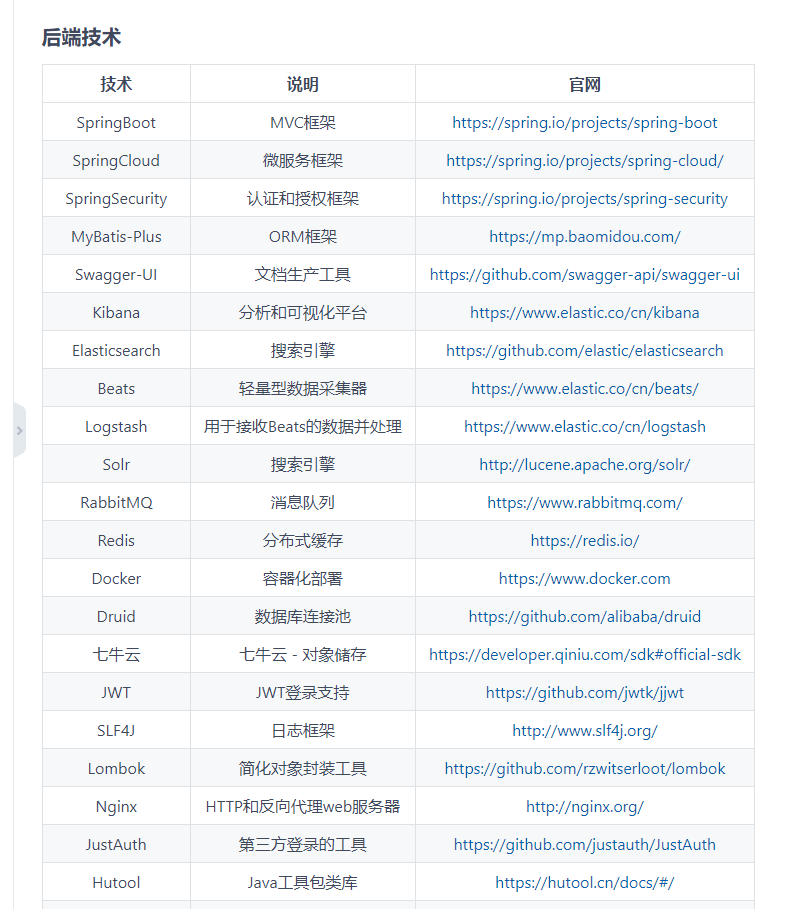 后端技术
技术 说明 官网
SpringBoot MVC框架 https://spring.io/projects/spring-boot
SpringCloud 微服务框架 https://spring.io/projects/spring-cloud/
SpringSecurity 认证和授权框架 https://spring.io/projects/spring-security
MyBatis-Plus ORM框架 https://mp.baomidou.com/
Swagger-UI 文档生产工具 https://github.com/swagger-api/swagger-ui
Kibana 分析和可视化平台 https://www.elastic.co/cn/kibana
Elasticsearch 搜索引擎 https://github.com/elastic/elasticsearch
Beats 轻量型数据采集器 https://www.elastic.co/cn/beats/
Logstash 用于接收Beats的数据并处理 https://www.elastic.co/cn/logstash
Solr 搜索引擎 http://lucene.apache.org/solr/
RabbitMQ 消息队列 https://www.rabbitmq.com/
Redis 分布式缓存 https://redis.io/
Docker 容器化部署 https://www.docker.com
Druid 数据库连接池 https://github.com/alibaba/druid
七牛云 七牛云 - 对象储存 https://developer.qiniu.com/sdk#official-sdk
JWT JWT登录支持 https://github.com/jwtk/jjwt
SLF4J 日志框架 http://www.slf4j.org/
Lombok 简化对象封装工具 https://github.com/rzwitserloot/lombok
Nginx HTTP和反向代理web服务器 http://nginx.org/
JustAuth 第三方登录的工具 https://github.com/justauth/JustAuth
Hutool Java工具包类库 https://hutool.cn/docs/#/